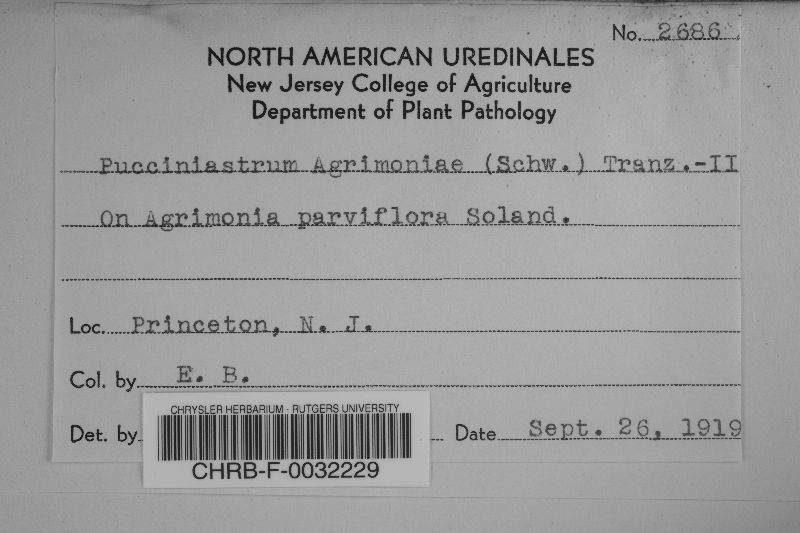 No. 2686
NORTH AMERICAN UREDINALES
New Jersey College of Agriculture
Department of Plant Pathology
Pucciniastrum Agrimoniae (Schw.) Tranz.-II
On Agrimonia parviflora Soland.
Loc. Princeton, N. J.
Col. by E. B.
Det. by Date Sept. 26, 1919
CHRYSLER HERBARIUM - RUTGERS UNIVERSITY
CHRB-F-0032229